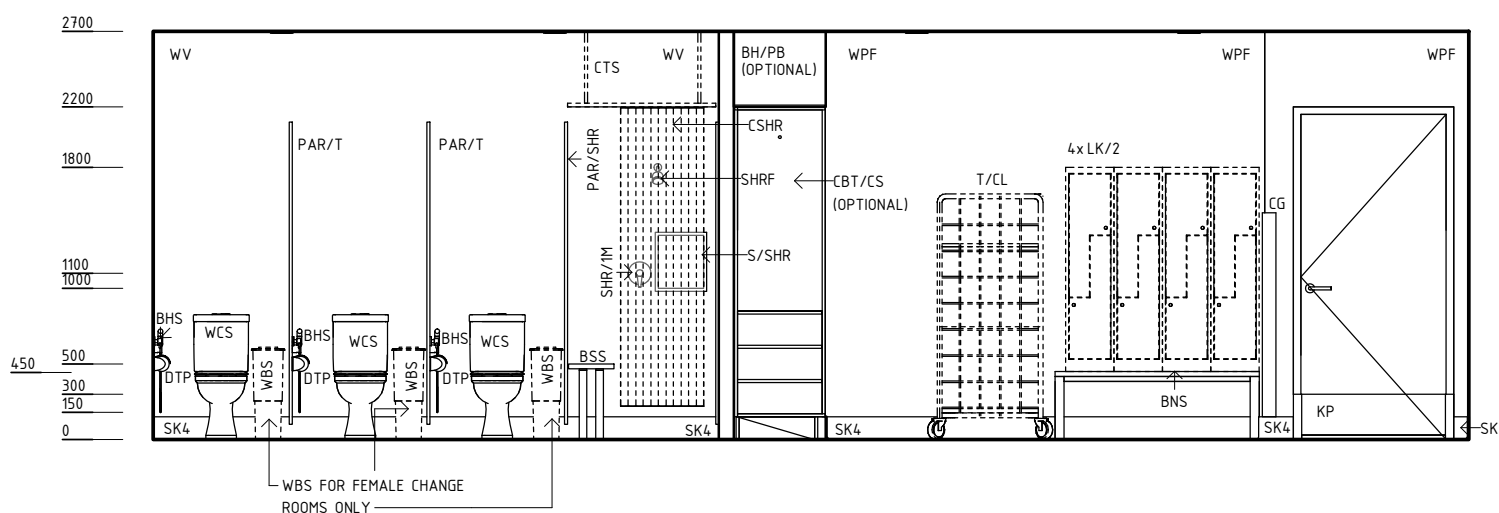 2700
WV
WV
BH/PB
(OPTIONAL)
WPF
WPF
WPF
CTS
2200
CSHR
PAR/T
PAR/T
PAR/SHR
4x LK/2
1800
SHRF
CBT/CS
(OPTIONAL)
T/CL
CG
S/SHR
SHR/1M
1100
1000
BHS
WCS
BHS
WCS
BHS
WCS
BSS
500
450
DTP
WBS
DTP
WBS
DTP
WBS
300
BNS
150
KP
0
SK4
SK4
SK4
SK4
SK
WBS FOR FEMALE CHANGE
ROOMS ONLY